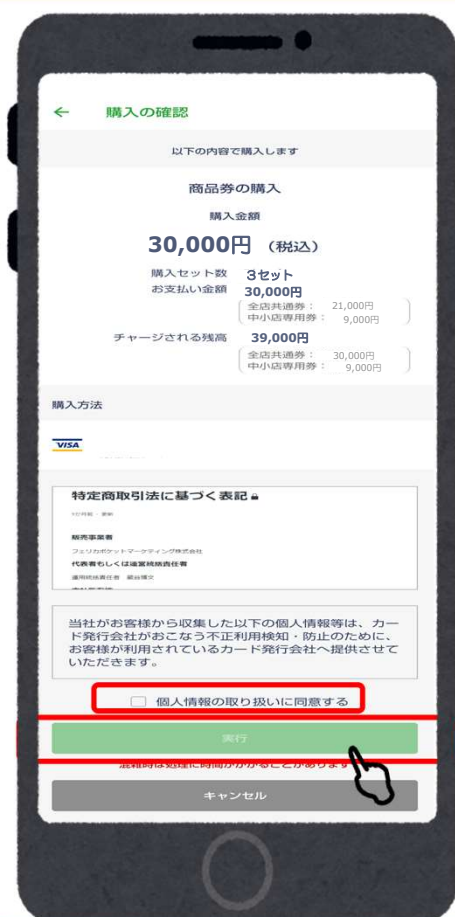 ← 購入の確認
以下の内容で購入します
商品券の購入
購入金額
30,000円 （税込）
購入セット数 3セット
お支払い金額 30,000円
全店共通券： 21,000円
中小店専用券： 9,000円
チャージされる残高 39,000円
全店共通券： 30,000円
中小店専用券： 9,000円
購入方法
VISA
特定商取引法に基づく表記
販売事業者
フェリカポケットマーケティング株式会社
代表者もしくは運営統括責任者
運用統括責任者
当社がお客様から収集した以下の個人情報等は、カー
ド発行会社がおこなう不正利用検知・防止のために、
お客様が利用されているカード発行会社へ提供させて
いただきます。
個人情報の取り扱いに同意する
実行
混雑時は処理に時間がかかることがあります
キャンセル